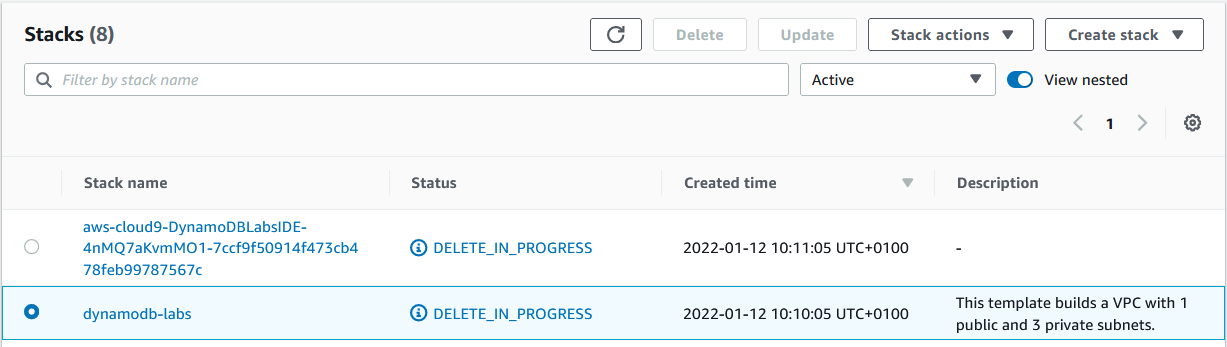 Stacks (8)
Delete
Update
Stack actions
Create stack
Filter by stack name
Active
View nested
1
Stack name
Status
Created time
Description
aws-cloud9-DynamoDBLabsIDE-
4nMQ7aKvmMO1-7ccf9f50914f473cb4
78feb99787567c
DELETE_IN_PROGRESS
2022-01-12 10:11:05 UTC+0100
-
dynamodb-labs
DELETE_IN_PROGRESS
2022-01-12 10:10:05 UTC+0100
This template builds a VPC with 1
public and 3 private subnets.